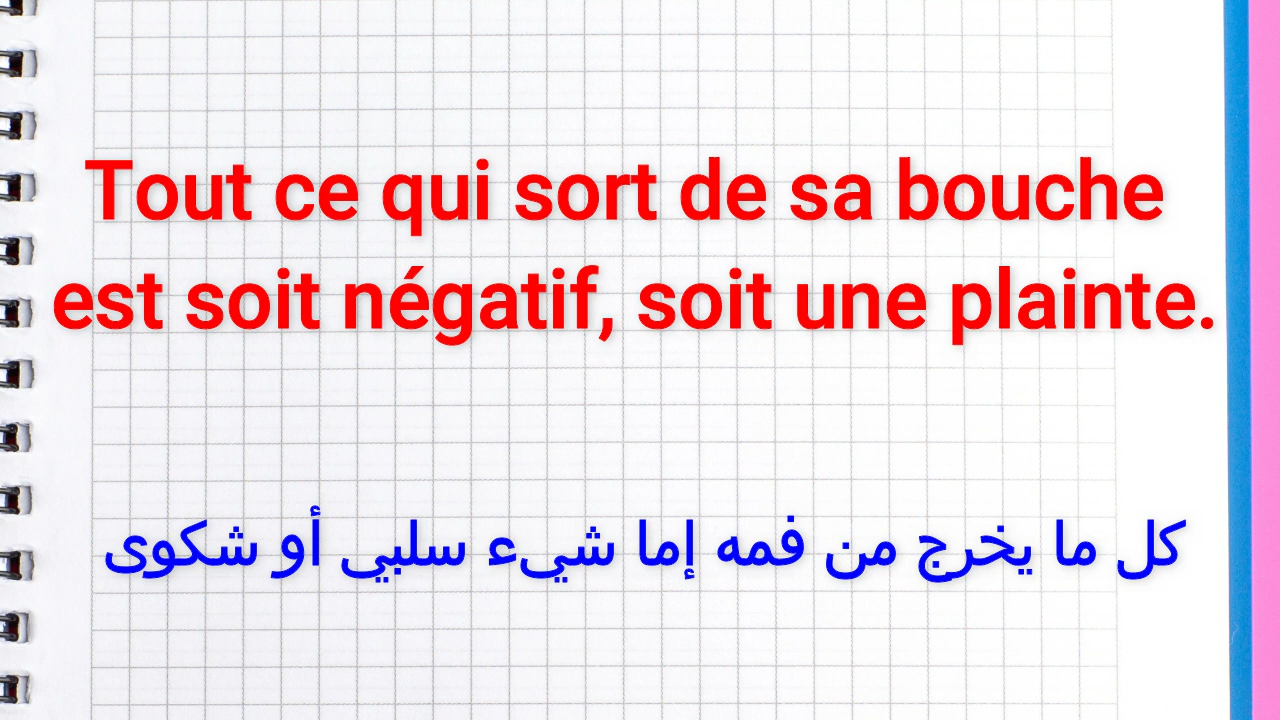 Tout ce qui sort de sa bouche
est soit négatif, soit une plainte.
كل ما يخرج من فمه إما شيء سلبي أو شكوى